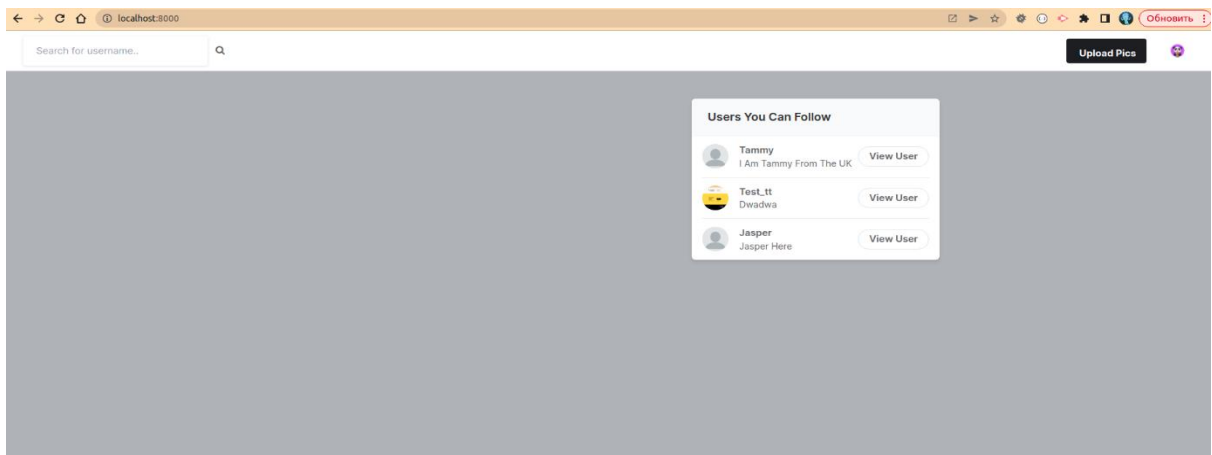 localhost:8000
Обновить
Search for username..
Upload Pics
Users You Can Follow
Tammy
I Am Tammy From The UK
View User
Test_tt
Dwadwa
View User
Jasper
Jasper Here
View User